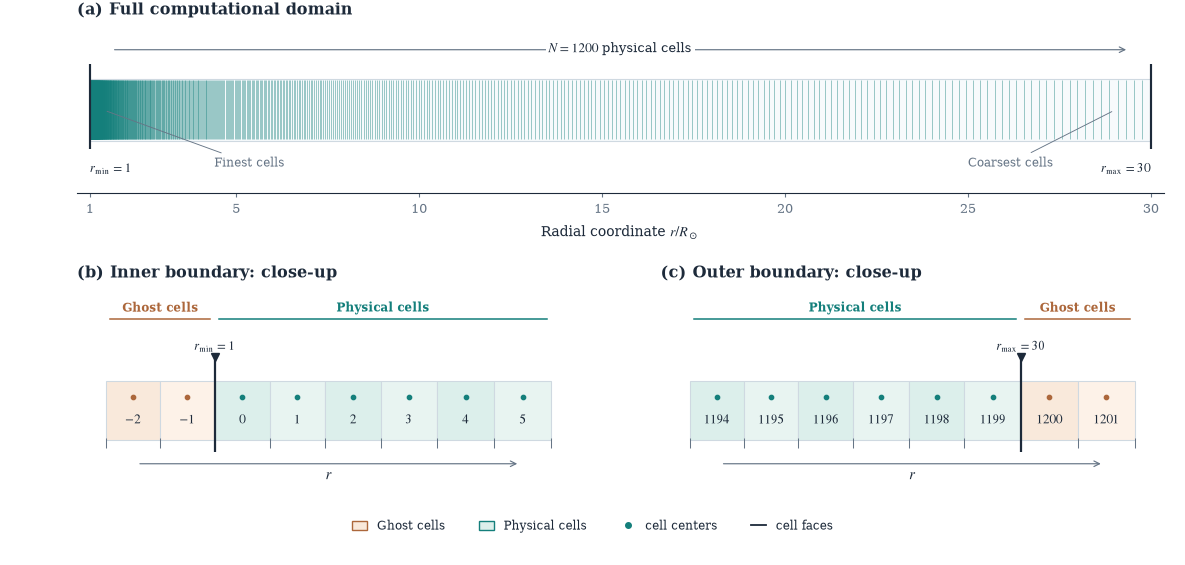 (a) Full computational domain
N = 1200 physical cells
Finest cells
Coarsest cells
r_min = 1
r_max = 30
1 5 10 15 20 25 30
Radial coordinate r/R_⊙
(b) Inner boundary: close-up
(c) Outer boundary: close-up
Ghost cells
Physical cells
Physical cells
Ghost cells
r_min = 1
r_max = 30
−2 −1 0 1 2 3 4 5
1194 1195 1196 1197 1198 1199 1200 1201
r
r
Ghost cells
Physical cells
cell centers
cell faces